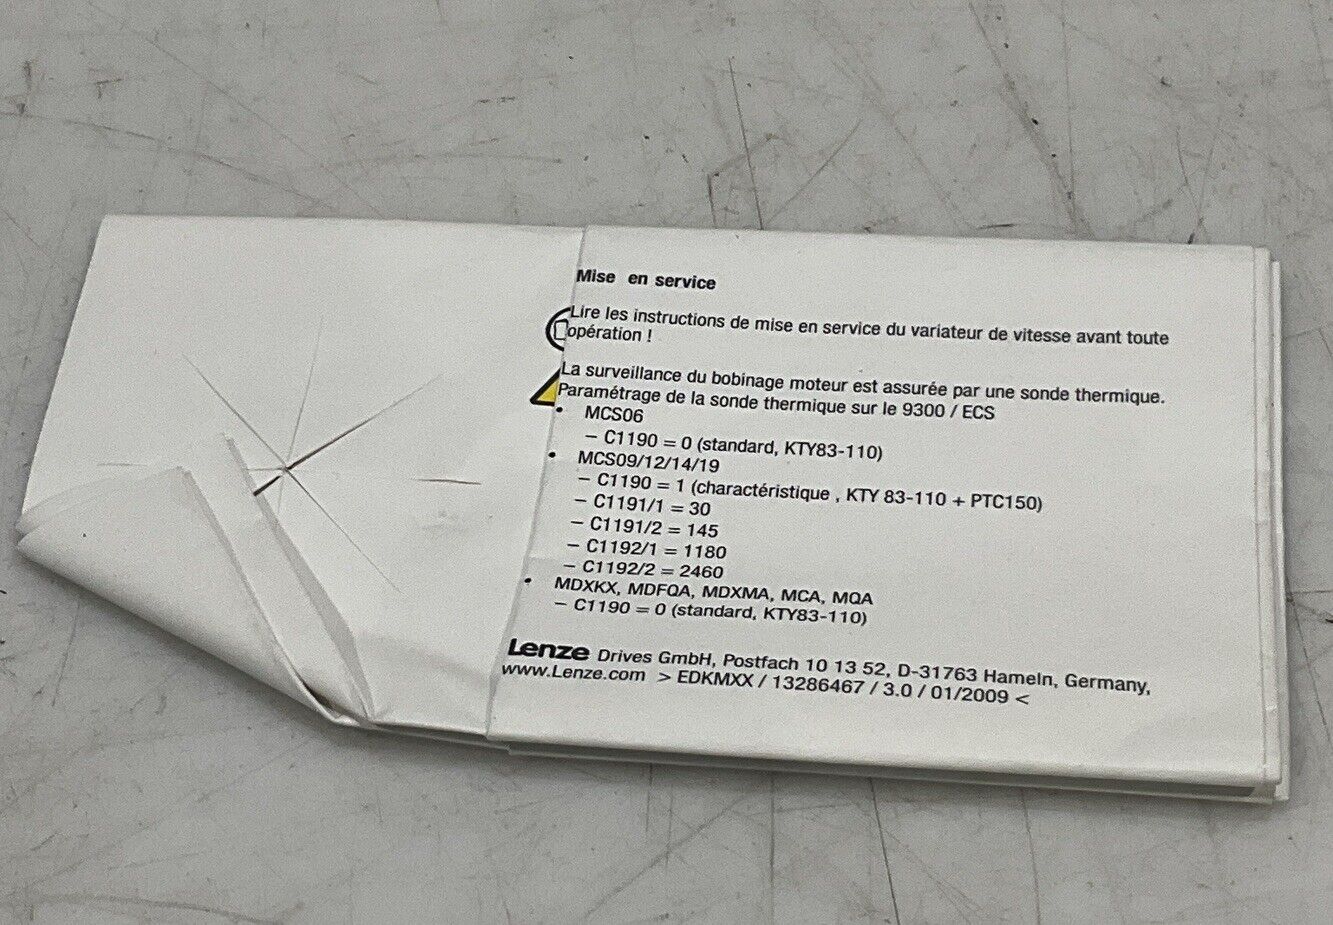 Mise en service
Lire les instructions de mise en service du variateur de vitesse avant toute
opération !
La surveillance du bobinage moteur est assurée par une sonde thermique.
Paramétrage de la sonde thermique sur le 9300 / ECS
• MCS06
– C1190 = 0 (standard, KTY83-110)
• MCS09/12/14/19
– C1190 = 1 (charactéristique , KTY 83-110 + PTC150)
– C1191/1 = 30
– C1191/2 = 145
– C1192/1 = 1180
– C1192/2 = 2460
• MDXKX, MDFQA, MDXMA, MCA, MQA
– C1190 = 0 (standard, KTY83-110)
Lenze Drives GmbH, Postfach 10 13 52, D-31763 Hameln, Germany,
www.Lenze.com > EDKMXX / 13286467 / 3.0 / 01/2009 <